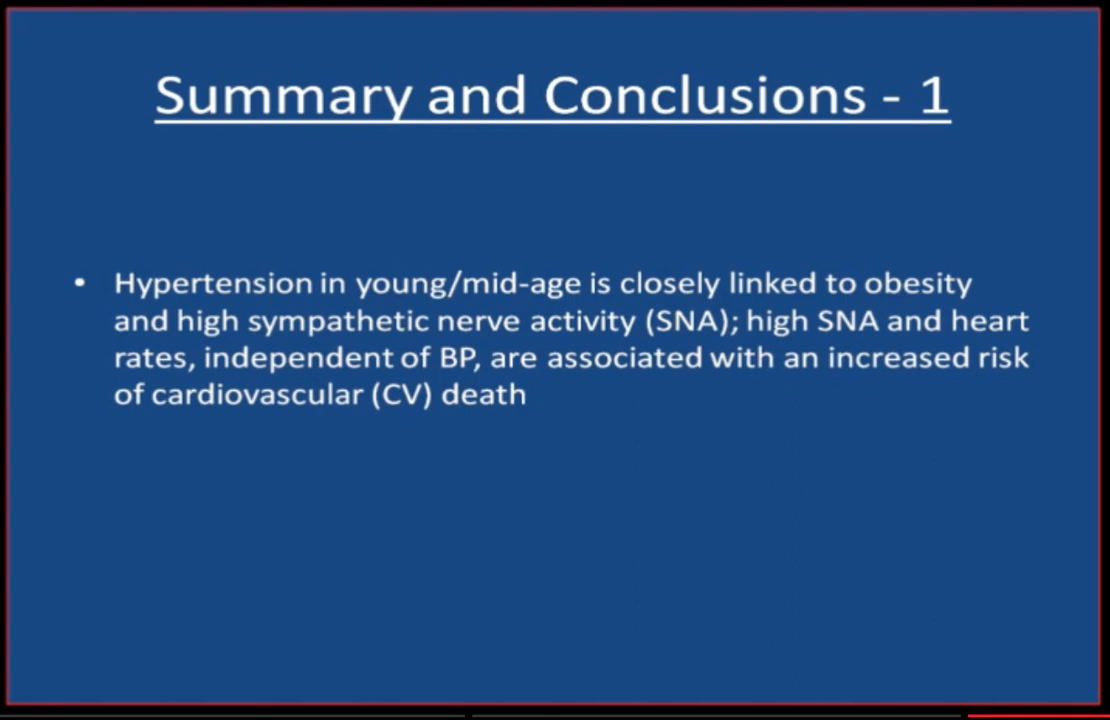 Summary and Conclusions - 1
• Hypertension in young/mid-age is closely linked to obesity
and high sympathetic nerve activity (SNA); high SNA and heart
rates, independent of BP, are associated with an increased risk
of cardiovascular (CV) death